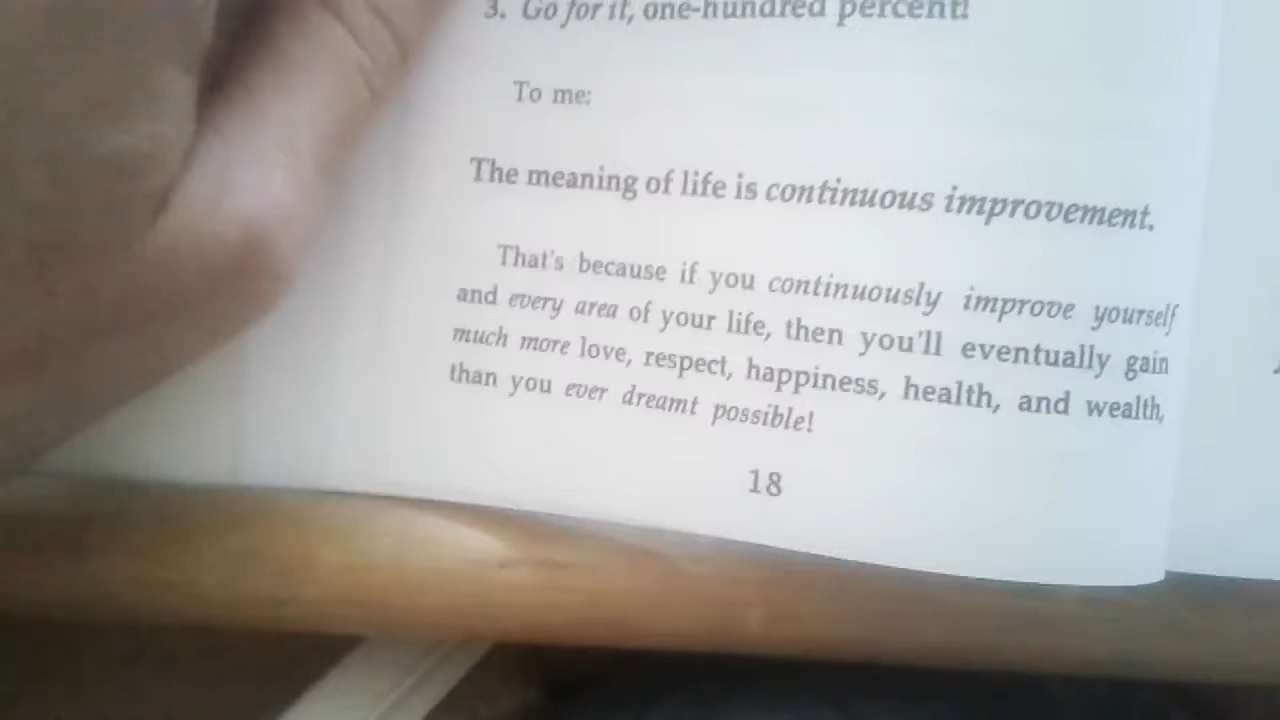 3. Go for it, one-hundred percent!
To me:
The meaning of life is continuous improvement.
That's because if you continuously improve yourself
and every area of your life, then you'll eventually gain
much more love, respect, happiness, health, and wealth,
than you ever dreamt possible!
18